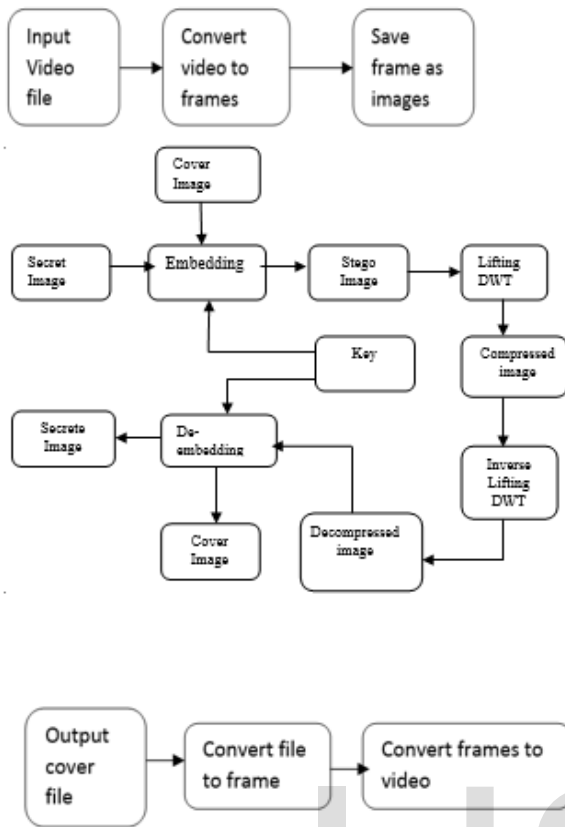 Input
Video
file
Convert
video to
frames
Save
frame as
images
Cover
Image
Secret
Image
Embedding
Stego
Image
Lifting
DWT
Key
Compressed
image
Secrete
Image
De-
embedding
Inverse
Lifting
DWT
Cover
Image
Decompressed
image
Output
cover
file
Convert file
to frame
Convert frames to
video